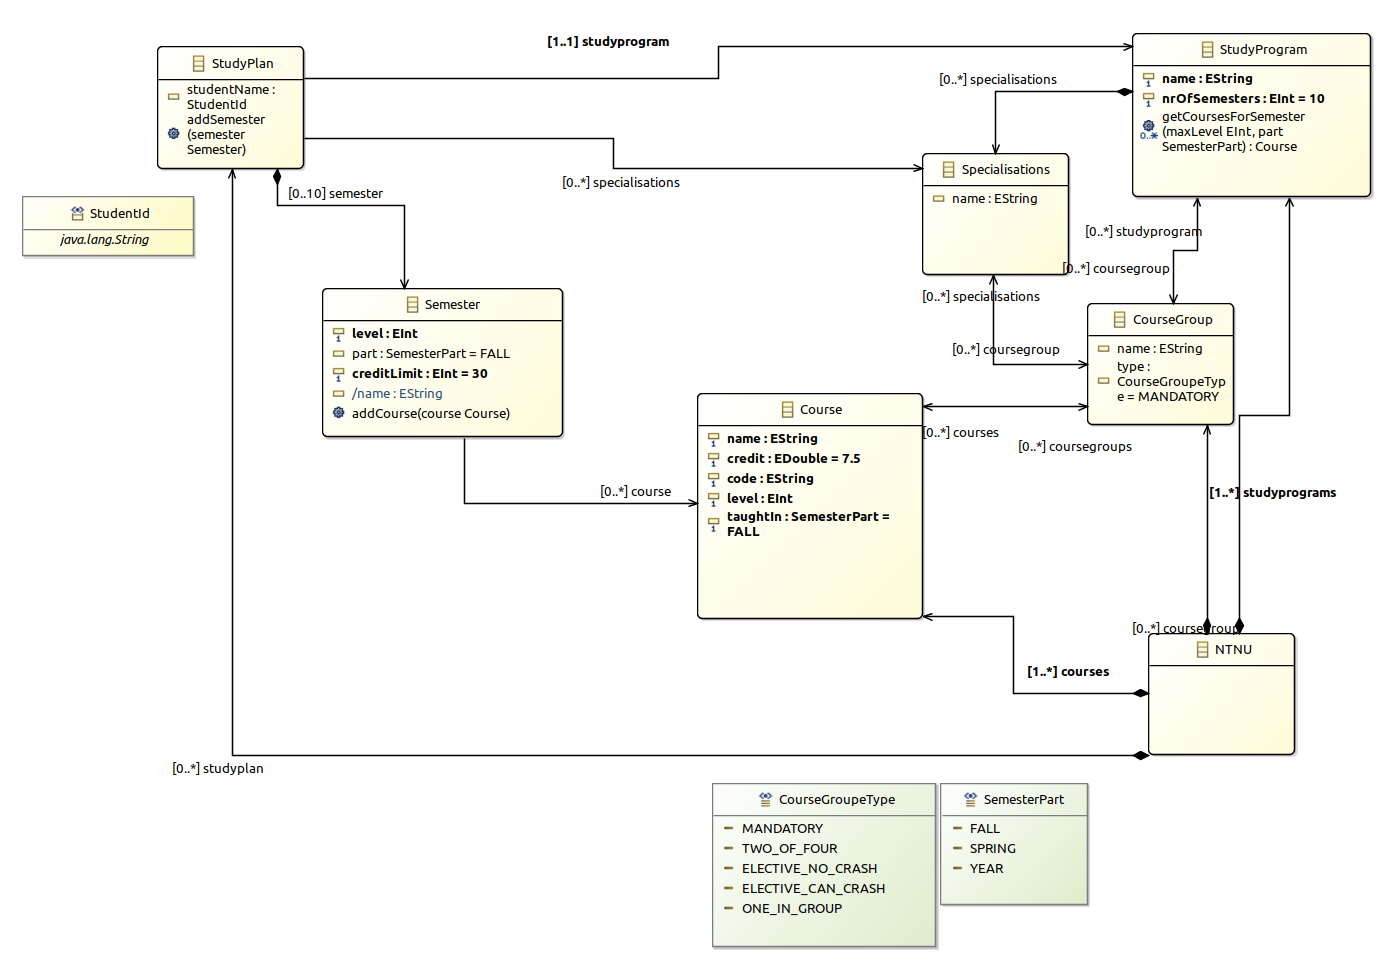 [1..1] studyprogram
StudyPlan
studentName :
StudentId
addSemester
(semester
Semester)
StudyProgram
name : EString
nrOfSemesters : EInt = 10
getCoursesForSemester
(maxLevel EInt, part
SemesterPart) : Course
[0..*] specialisations
Specialisations
name : EString
[0..*] specialisations
[0..10] semester
StudentId
java.lang.String
[0..*] studyprogram
[0..*] coursegroup
[0..*] specialisations
[0..*] coursegroup
Semester
level : EInt
part : SemesterPart = FALL
creditLimit : EInt = 30
/name : EString
addCourse(course Course)
CourseGroup
name : EString
type :
CourseGroupeTyp
e = MANDATORY
Course
name : EString
credit : EDouble = 7.5
code : EString
level : EInt
taughtIn : SemesterPart =
FALL
[0..*] courses
[0..*] coursegroups
[0..*] course
[1..*] studyprograms
[0..*] coursegroup
NTNU
[1..*] courses
[0..*] studyplan
CourseGroupeType
MANDATORY
TWO_OF_FOUR
ELECTIVE_NO_CRASH
ELECTIVE_CAN_CRASH
ONE_IN_GROUP
SemesterPart
FALL
SPRING
YEAR